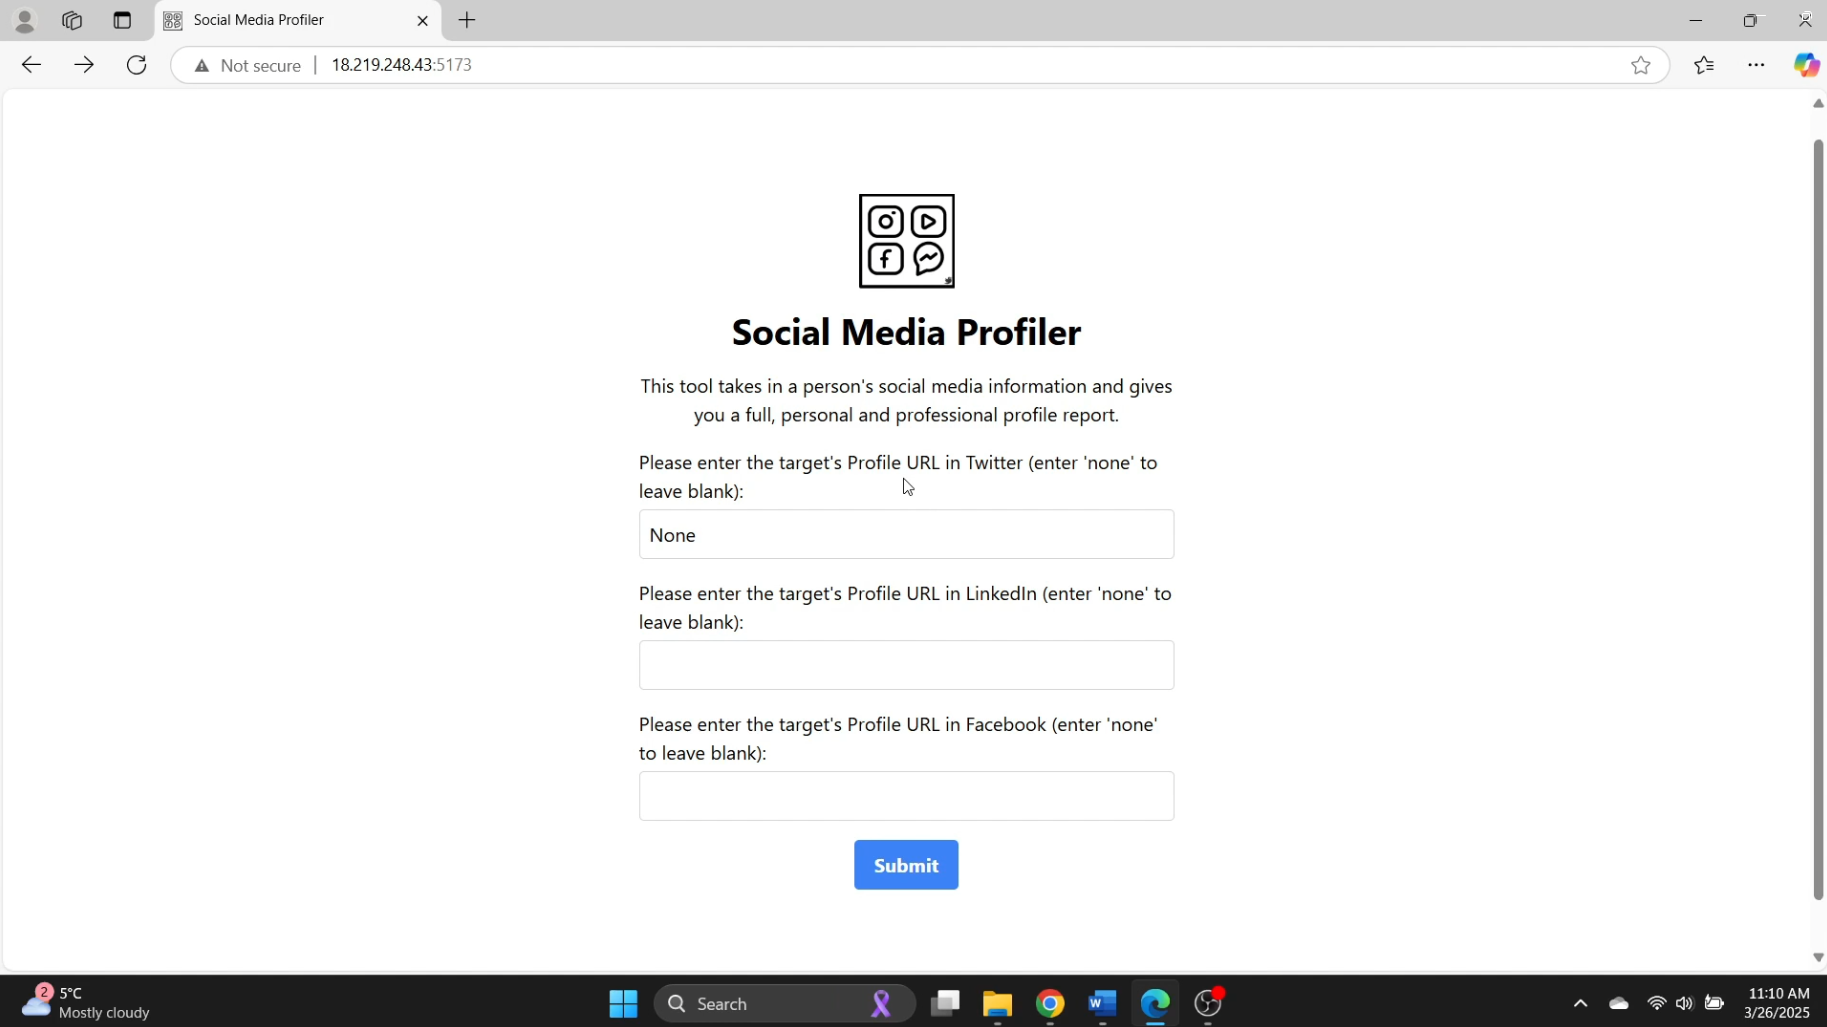 Social Media Profiler
Not secure
18.219.248.43:5173
Social Media Profiler
This tool takes in a person's social media information and gives
you a full, personal and professional profile report.
Please enter the target's Profile URL in Twitter (enter 'none' to
leave blank):
None
Please enter the target's Profile URL in LinkedIn (enter 'none' to
leave blank):
Please enter the target's Profile URL in Facebook (enter 'none'
to leave blank):
Submit
2
5°C
Mostly cloudy
Search
11:10 AM
3/26/2025